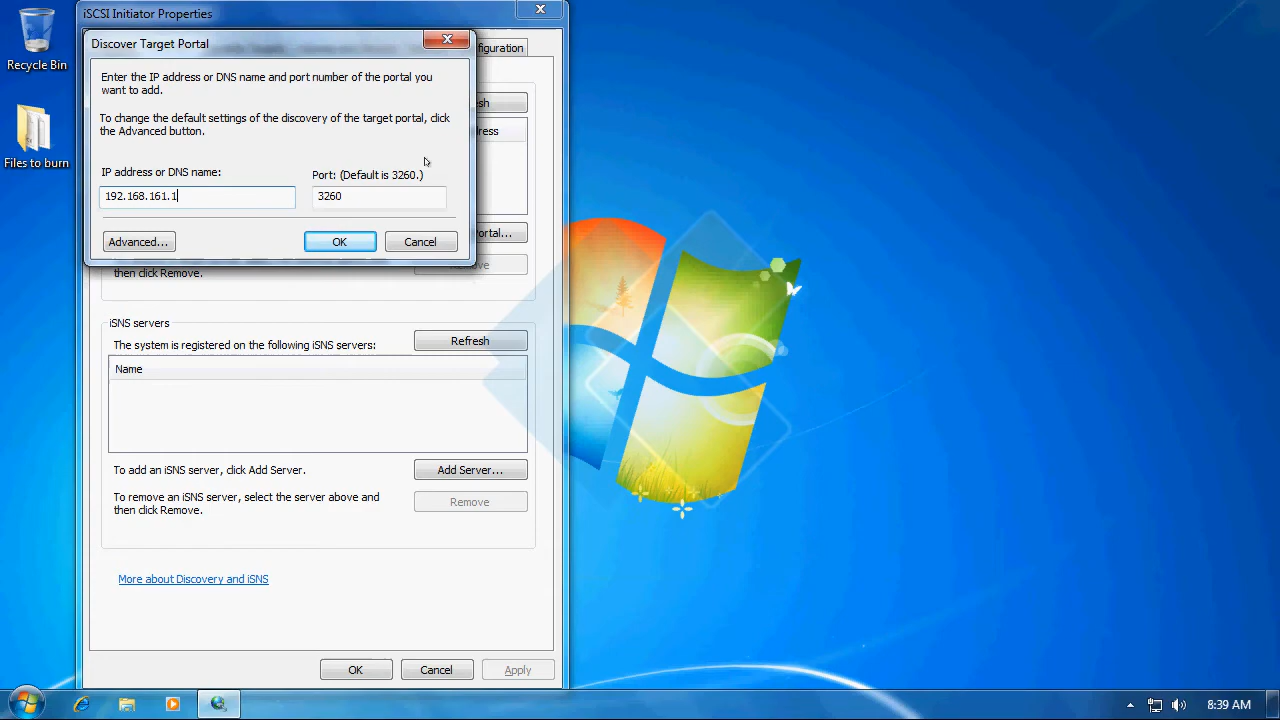 Recycle Bin
Files to burn
iSCSI Initiator Properties
Discover Target Portal
figuration
Enter the IP address or DNS name and port number of the portal you
want to add.
To change the default settings of the discovery of the target portal, click
the Advanced button.
IP address or DNS name:
Port: (Default is 3260.)
192.168.161.1
3260
Advanced...
OK
Cancel
esh
ress
ortal...
then click Remove.
Remove
iSNS servers
The system is registered on the following iSNS servers:
Refresh
Name
To add an iSNS server, click Add Server.
Add Server...
To remove an iSNS server, select the server above and
then click Remove.
Remove
More about Discovery and iSNS
OK
Cancel
Apply
8:39 AM